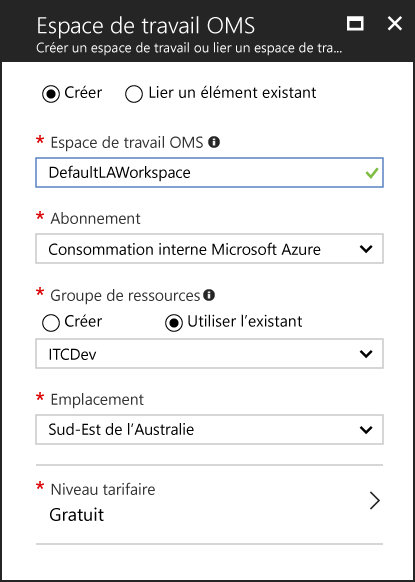 Espace de travail OMS
Créer un espace de travail ou lier un espace de tra...
Créer Lier un élément existant
* Espace de travail OMS
DefaultLAWorkspace
* Abonnement
Consommation interne Microsoft Azure
* Groupe de ressources
Créer Utiliser l'existant
ITCDev
* Emplacement
Sud-Est de l'Australie
* Niveau tarifaire
Gratuit